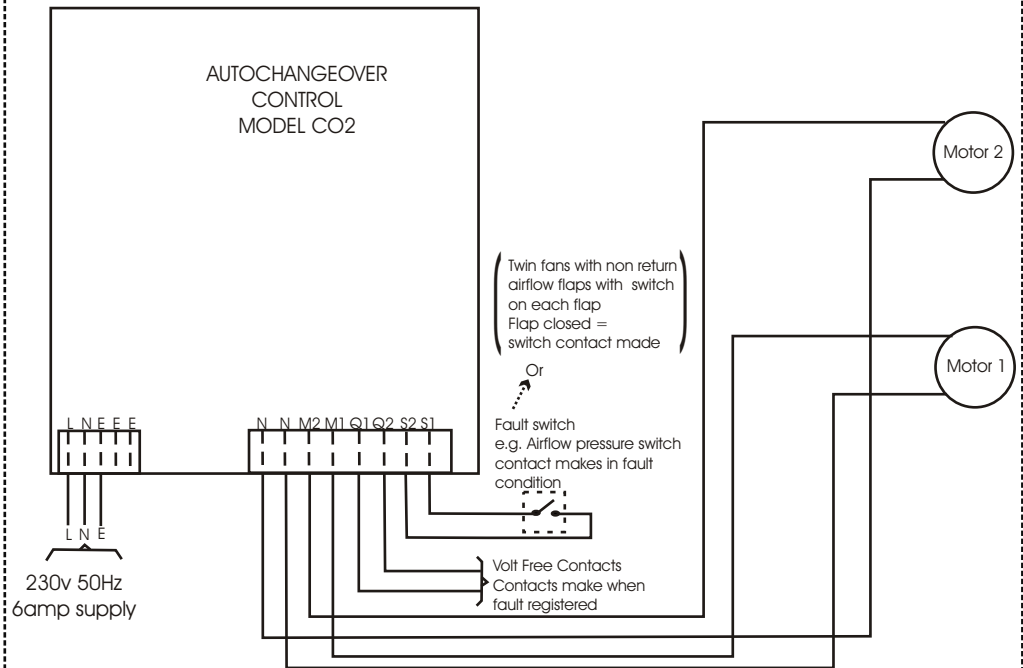 AUTOCHANGEOVER
CONTROL
MODEL CO2
Motor 2
Twin fans with non return
airflow flaps with switch
on each flap
Flap closed =
switch contact made
Or
Motor 1
Fault switch
e.g. Airflow pressure switch
contact makes in fault
condition
L N E E E
N N M2 M1 Q1 Q2 S2 S1
L N E
230v 50Hz
6amp supply
Volt Free Contacts
Contacts make when
fault registered